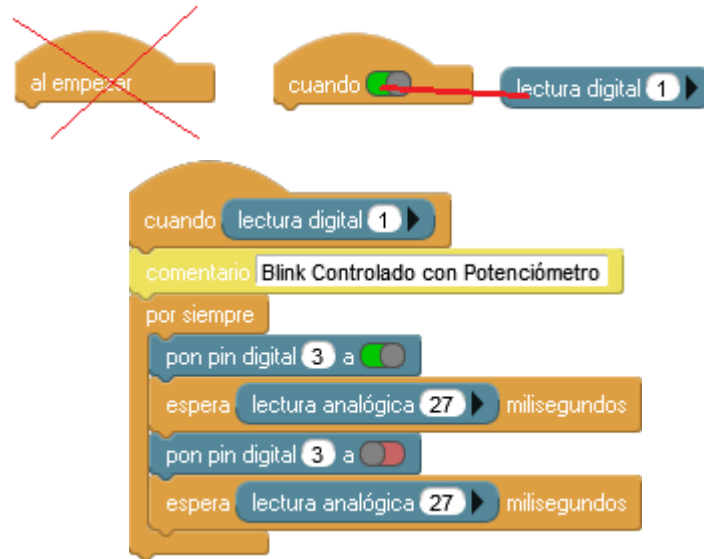 al empezar
cuando
lectura digital 1
cuando lectura digital 1
comentario Blink Controlado con Potenciómetro
por siempre
pon pin digital 3 a
espera lectura analógica 27 milisegundos
pon pin digital 3 a
espera lectura analógica 27 milisegundos